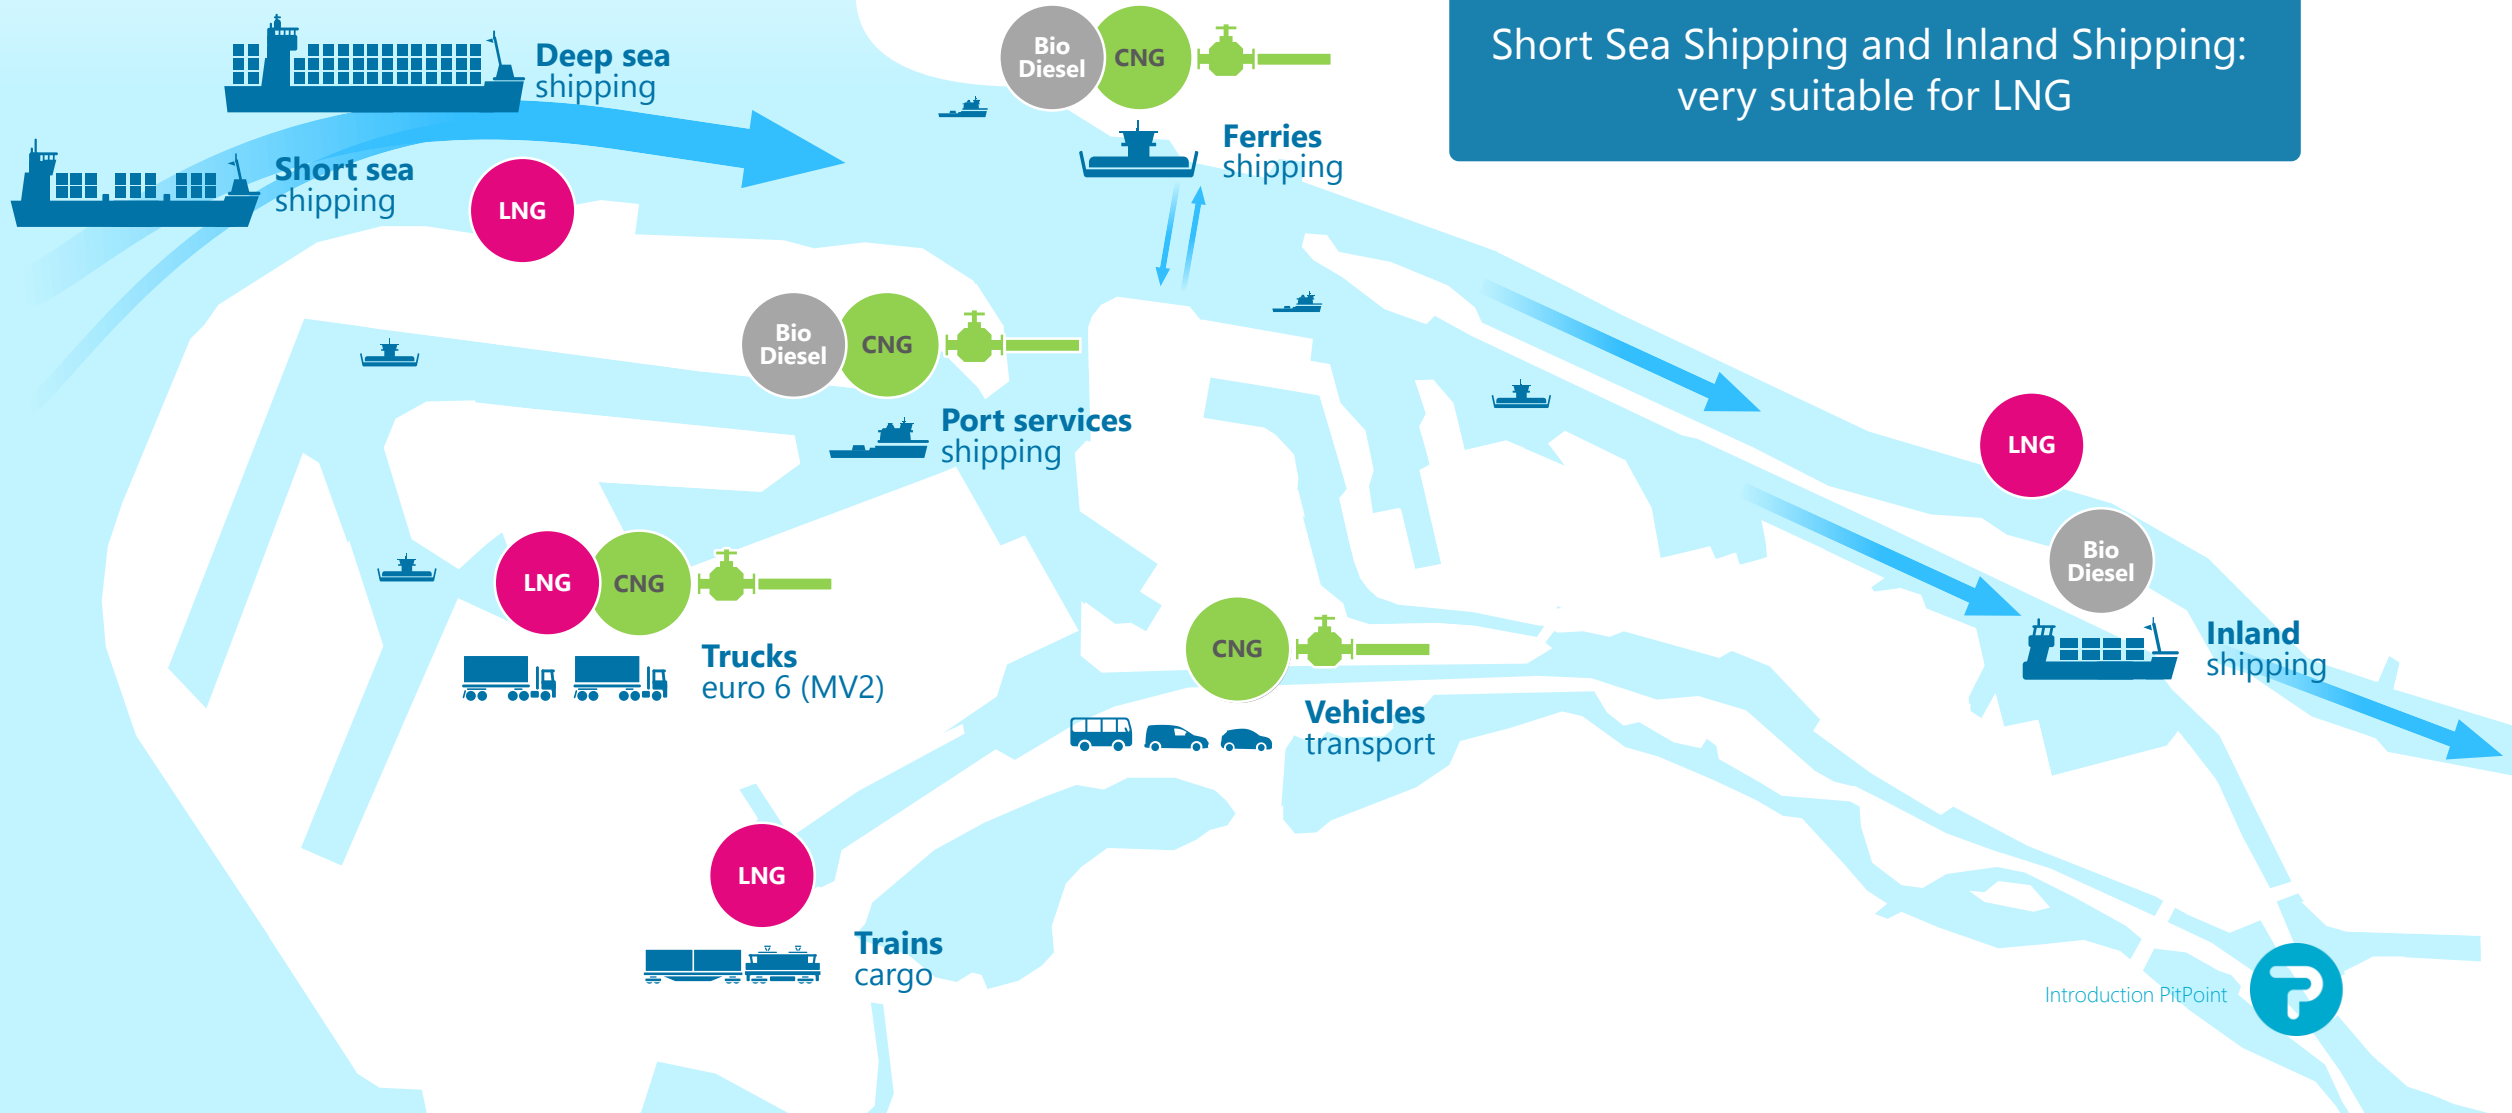 Short Sea Shipping and Inland Shipping:
very suitable for LNG
Deep sea
shipping
Short sea
shipping
LNG
Bio
Diesel
CNG
Ferries
shipping
Bio
Diesel
CNG
Port services
shipping
LNG
CNG
Trucks
euro 6 (MV2)
CNG
Vehicles
transport
LNG
Bio
Diesel
Inland
shipping
LNG
Trains
cargo
Introduction PitPoint